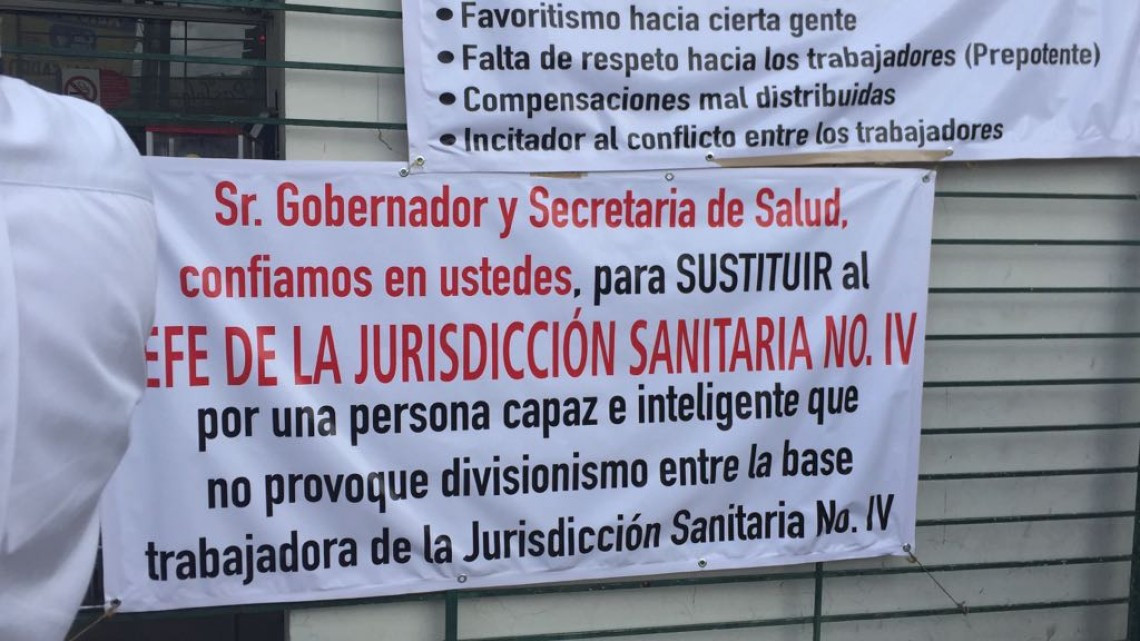 • Favoritismo hacia cierta gente
• Falta de respeto hacia los trabajadores (Prepotente)
• Compensaciones mal distribuidas
• Incitador al conflicto entre los trabajadores
Sr. Gobernador y Secretaria de Salud,
confiamos en ustedes, para SUSTITUIR al
EFE DE LA JURISDICCIÓN SANITARIA NO. IV
por una persona capaz e inteligente que
no provoque divisionismo entre la base
trabajadora de la Jurisdicción Sanitaria No. IV